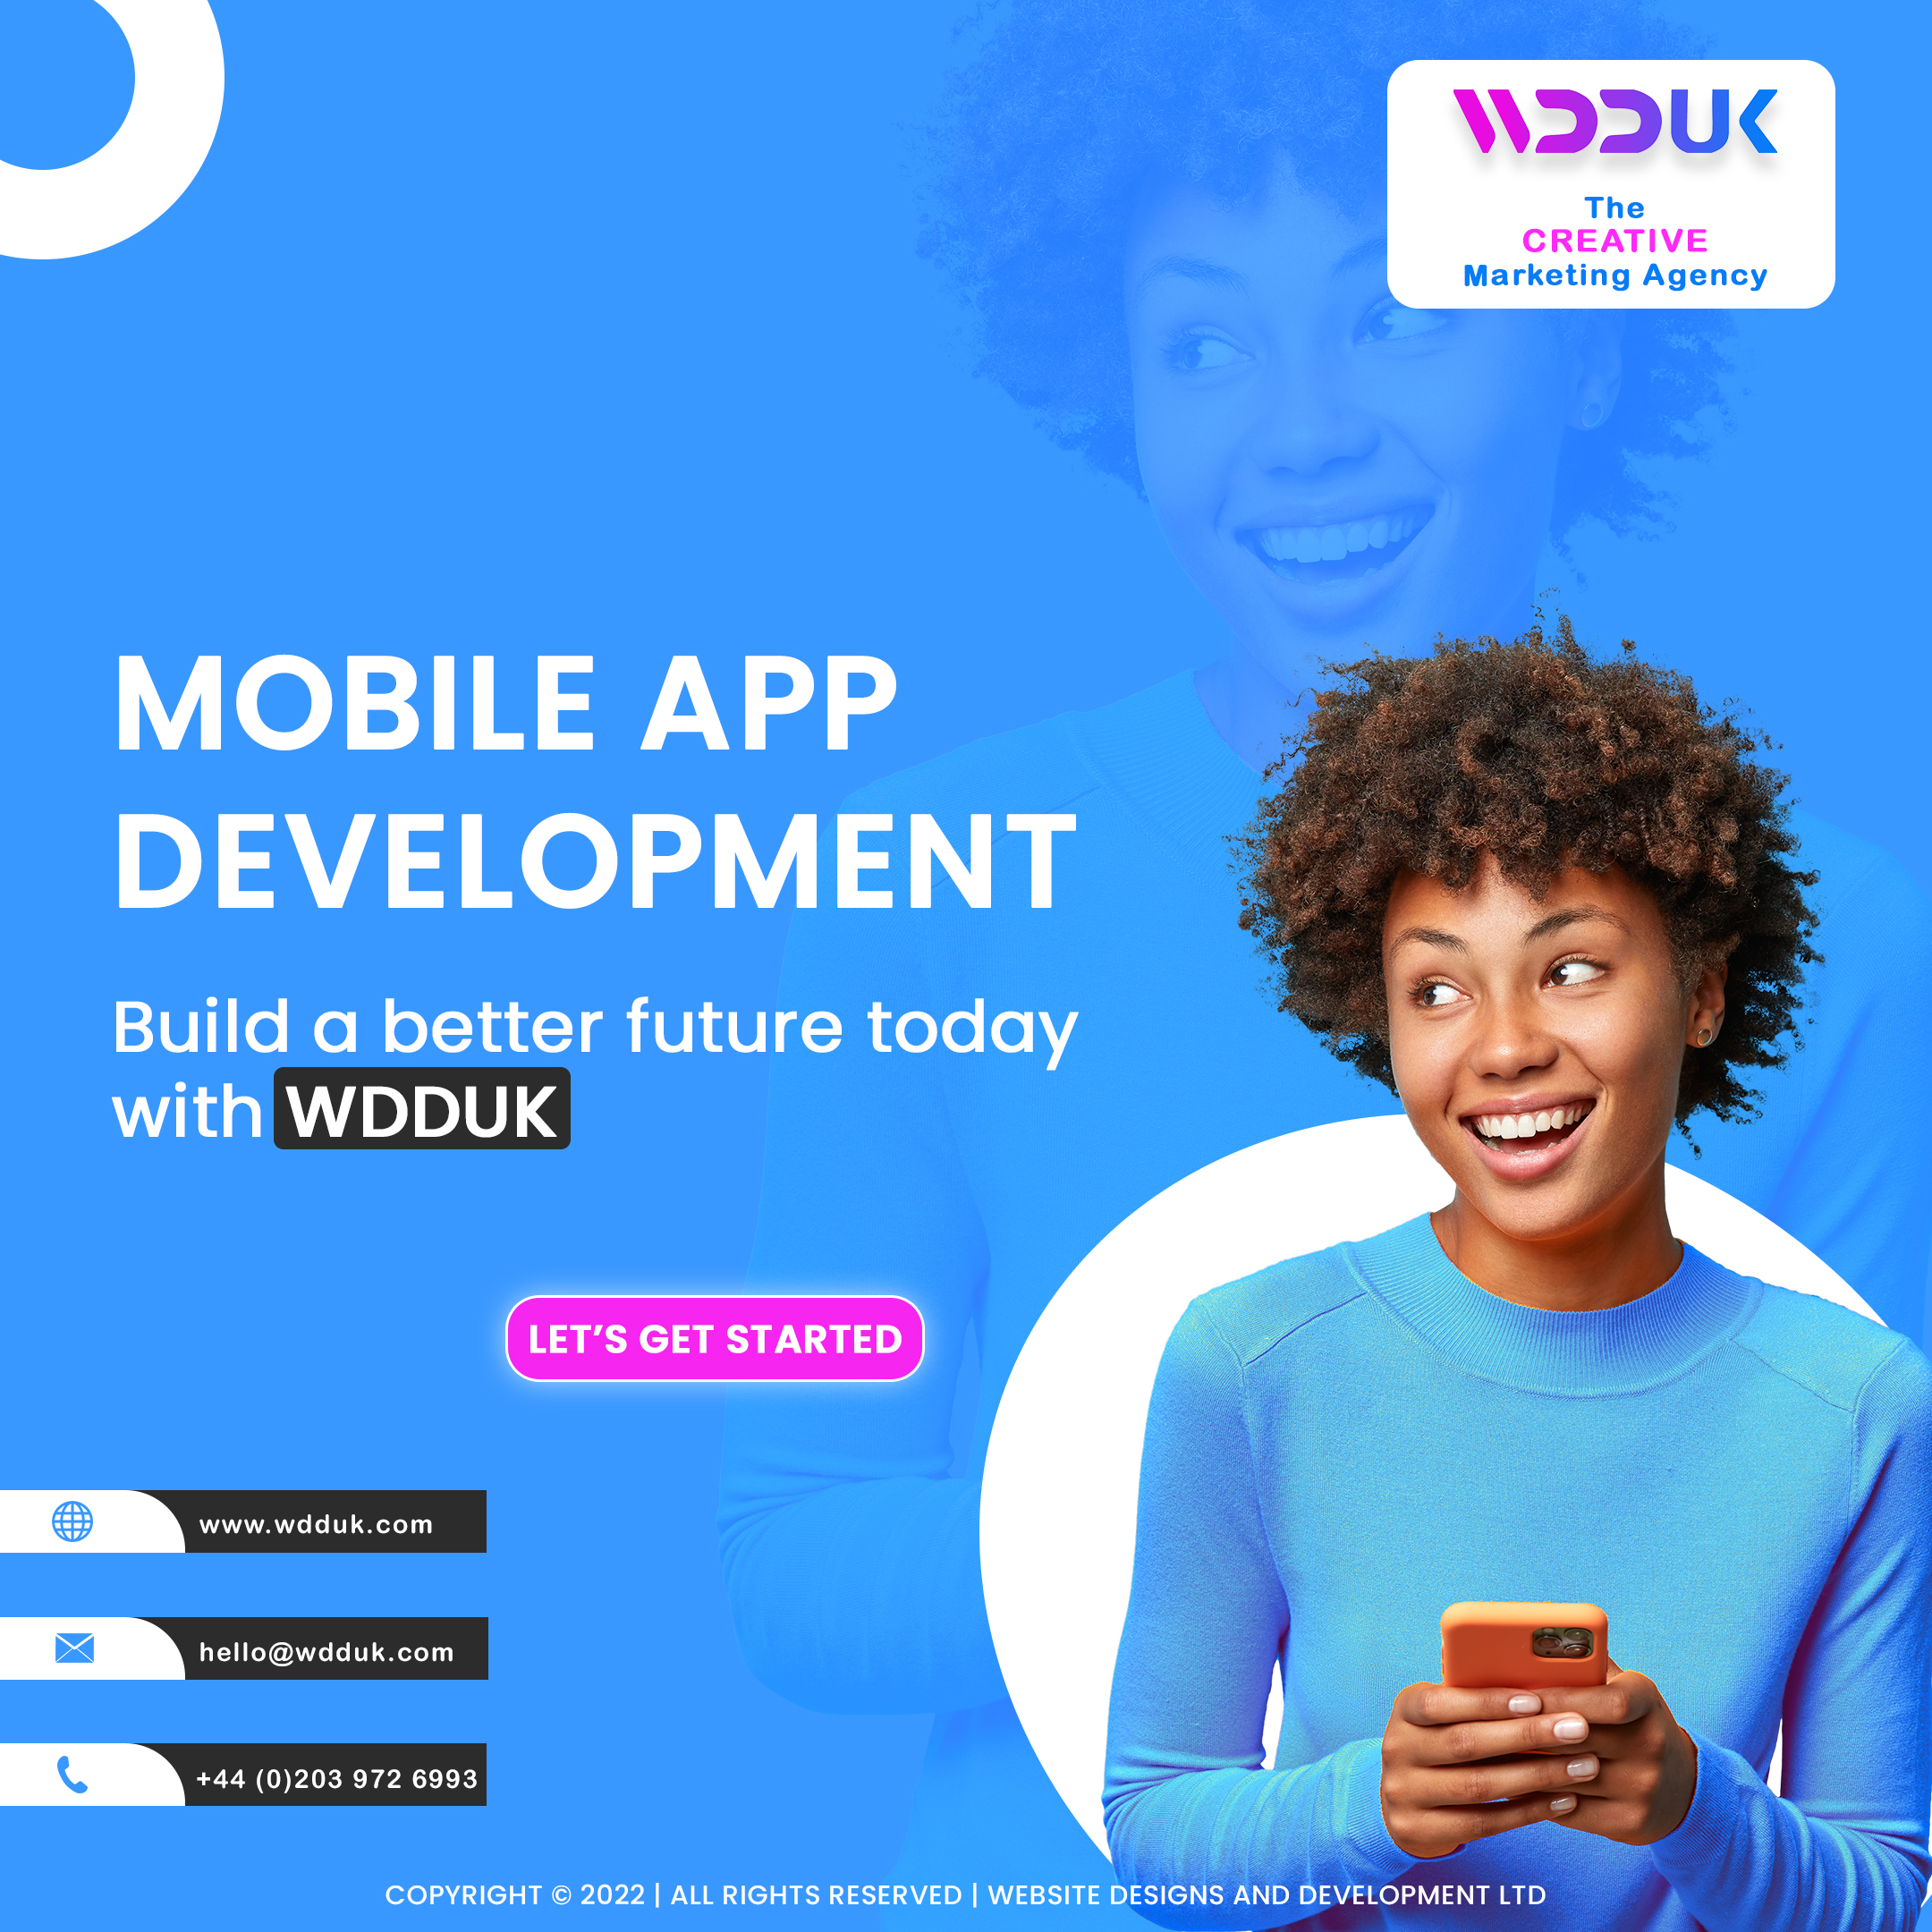 WDDUK
The
CREATIVE
Marketing Agency
MOBILE APP
DEVELOPMENT
Build a better future today
with WDDUK
LET’S GET STARTED
www.wdduk.com
hello@wdduk.com
+44 (0)203 972 6993
COPYRIGHT © 2022 | ALL RIGHTS RESERVED | WEBSITE DESIGNS AND DEVELOPMENT LTD